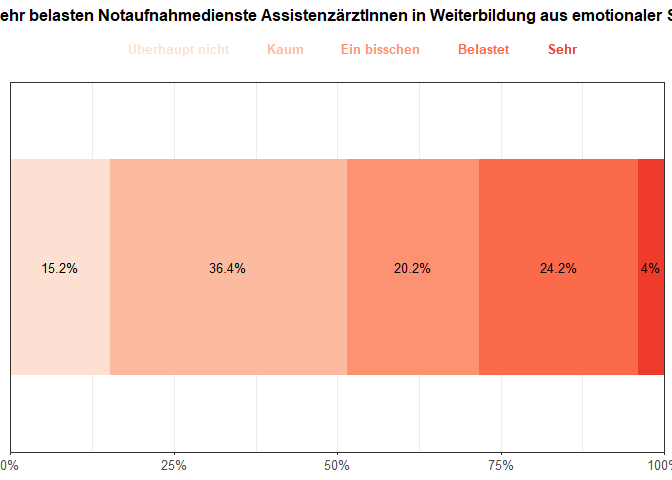 ehr belasten Notaufnahmedienste AssistenzärztInnen in Weiterbildung aus emotionaler S
Überhaupt nicht Kaum Ein bisschen Belastet Sehr
15.2% 36.4% 20.2% 24.2% 4%
0% 25% 50% 75% 100%